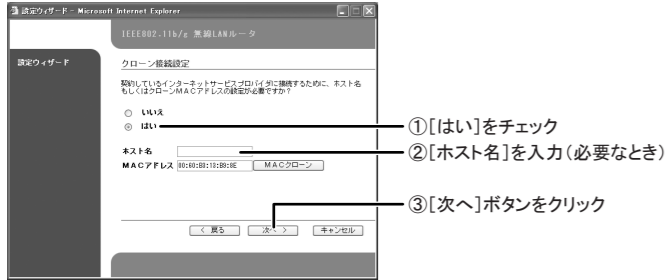 設定ウィザード - Microsoft Internet Explorer
IEEE802.11b/g 無線LANルータ
設定ウィザード
クローン接続設定
契約しているインターネットサービスプロバイダに接続するために、ホスト名
もしくはクローンMACアドレスの設定が必要ですか？
いいえ
はい
①[はい]をチェック
ホスト名
②[ホスト名]を入力(必要なとき)
MACアドレス 00:60:B3:13:B9:8E MACクローン
③[次へ]ボタンをクリック
< 戻る 次へ > キャンセル